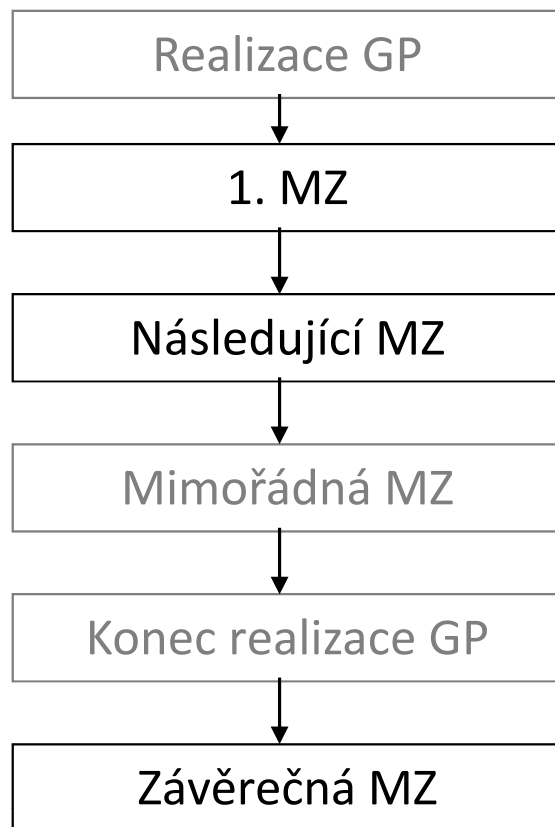 Realizace GP
1. MZ
Následující MZ
Mimořádná MZ
Konec realizace GP
Závěrečná MZ